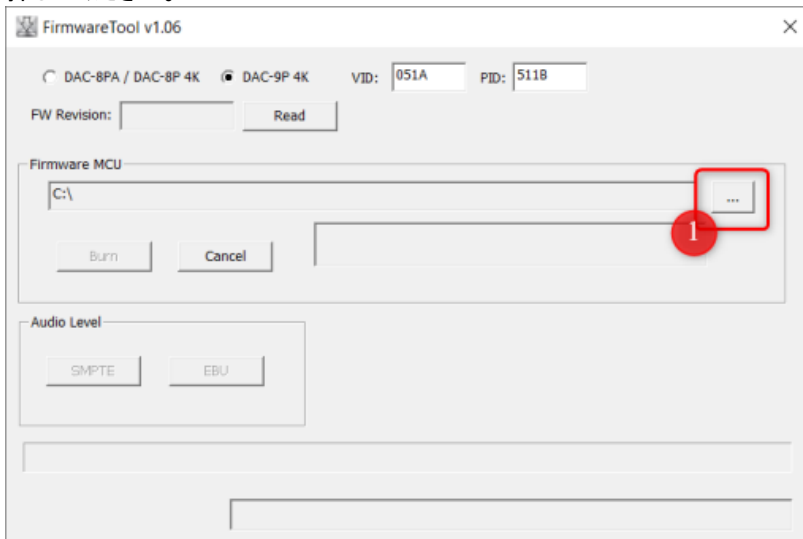 FirmwareTool v1.06
DAC-8PA / DAC-8P 4K DAC-9P 4K VID: 051A PID: 511B
FW Revision: Read
Firmware MCU
C:\
...
1
Burn Cancel
Audio Level
SMPTE EBU